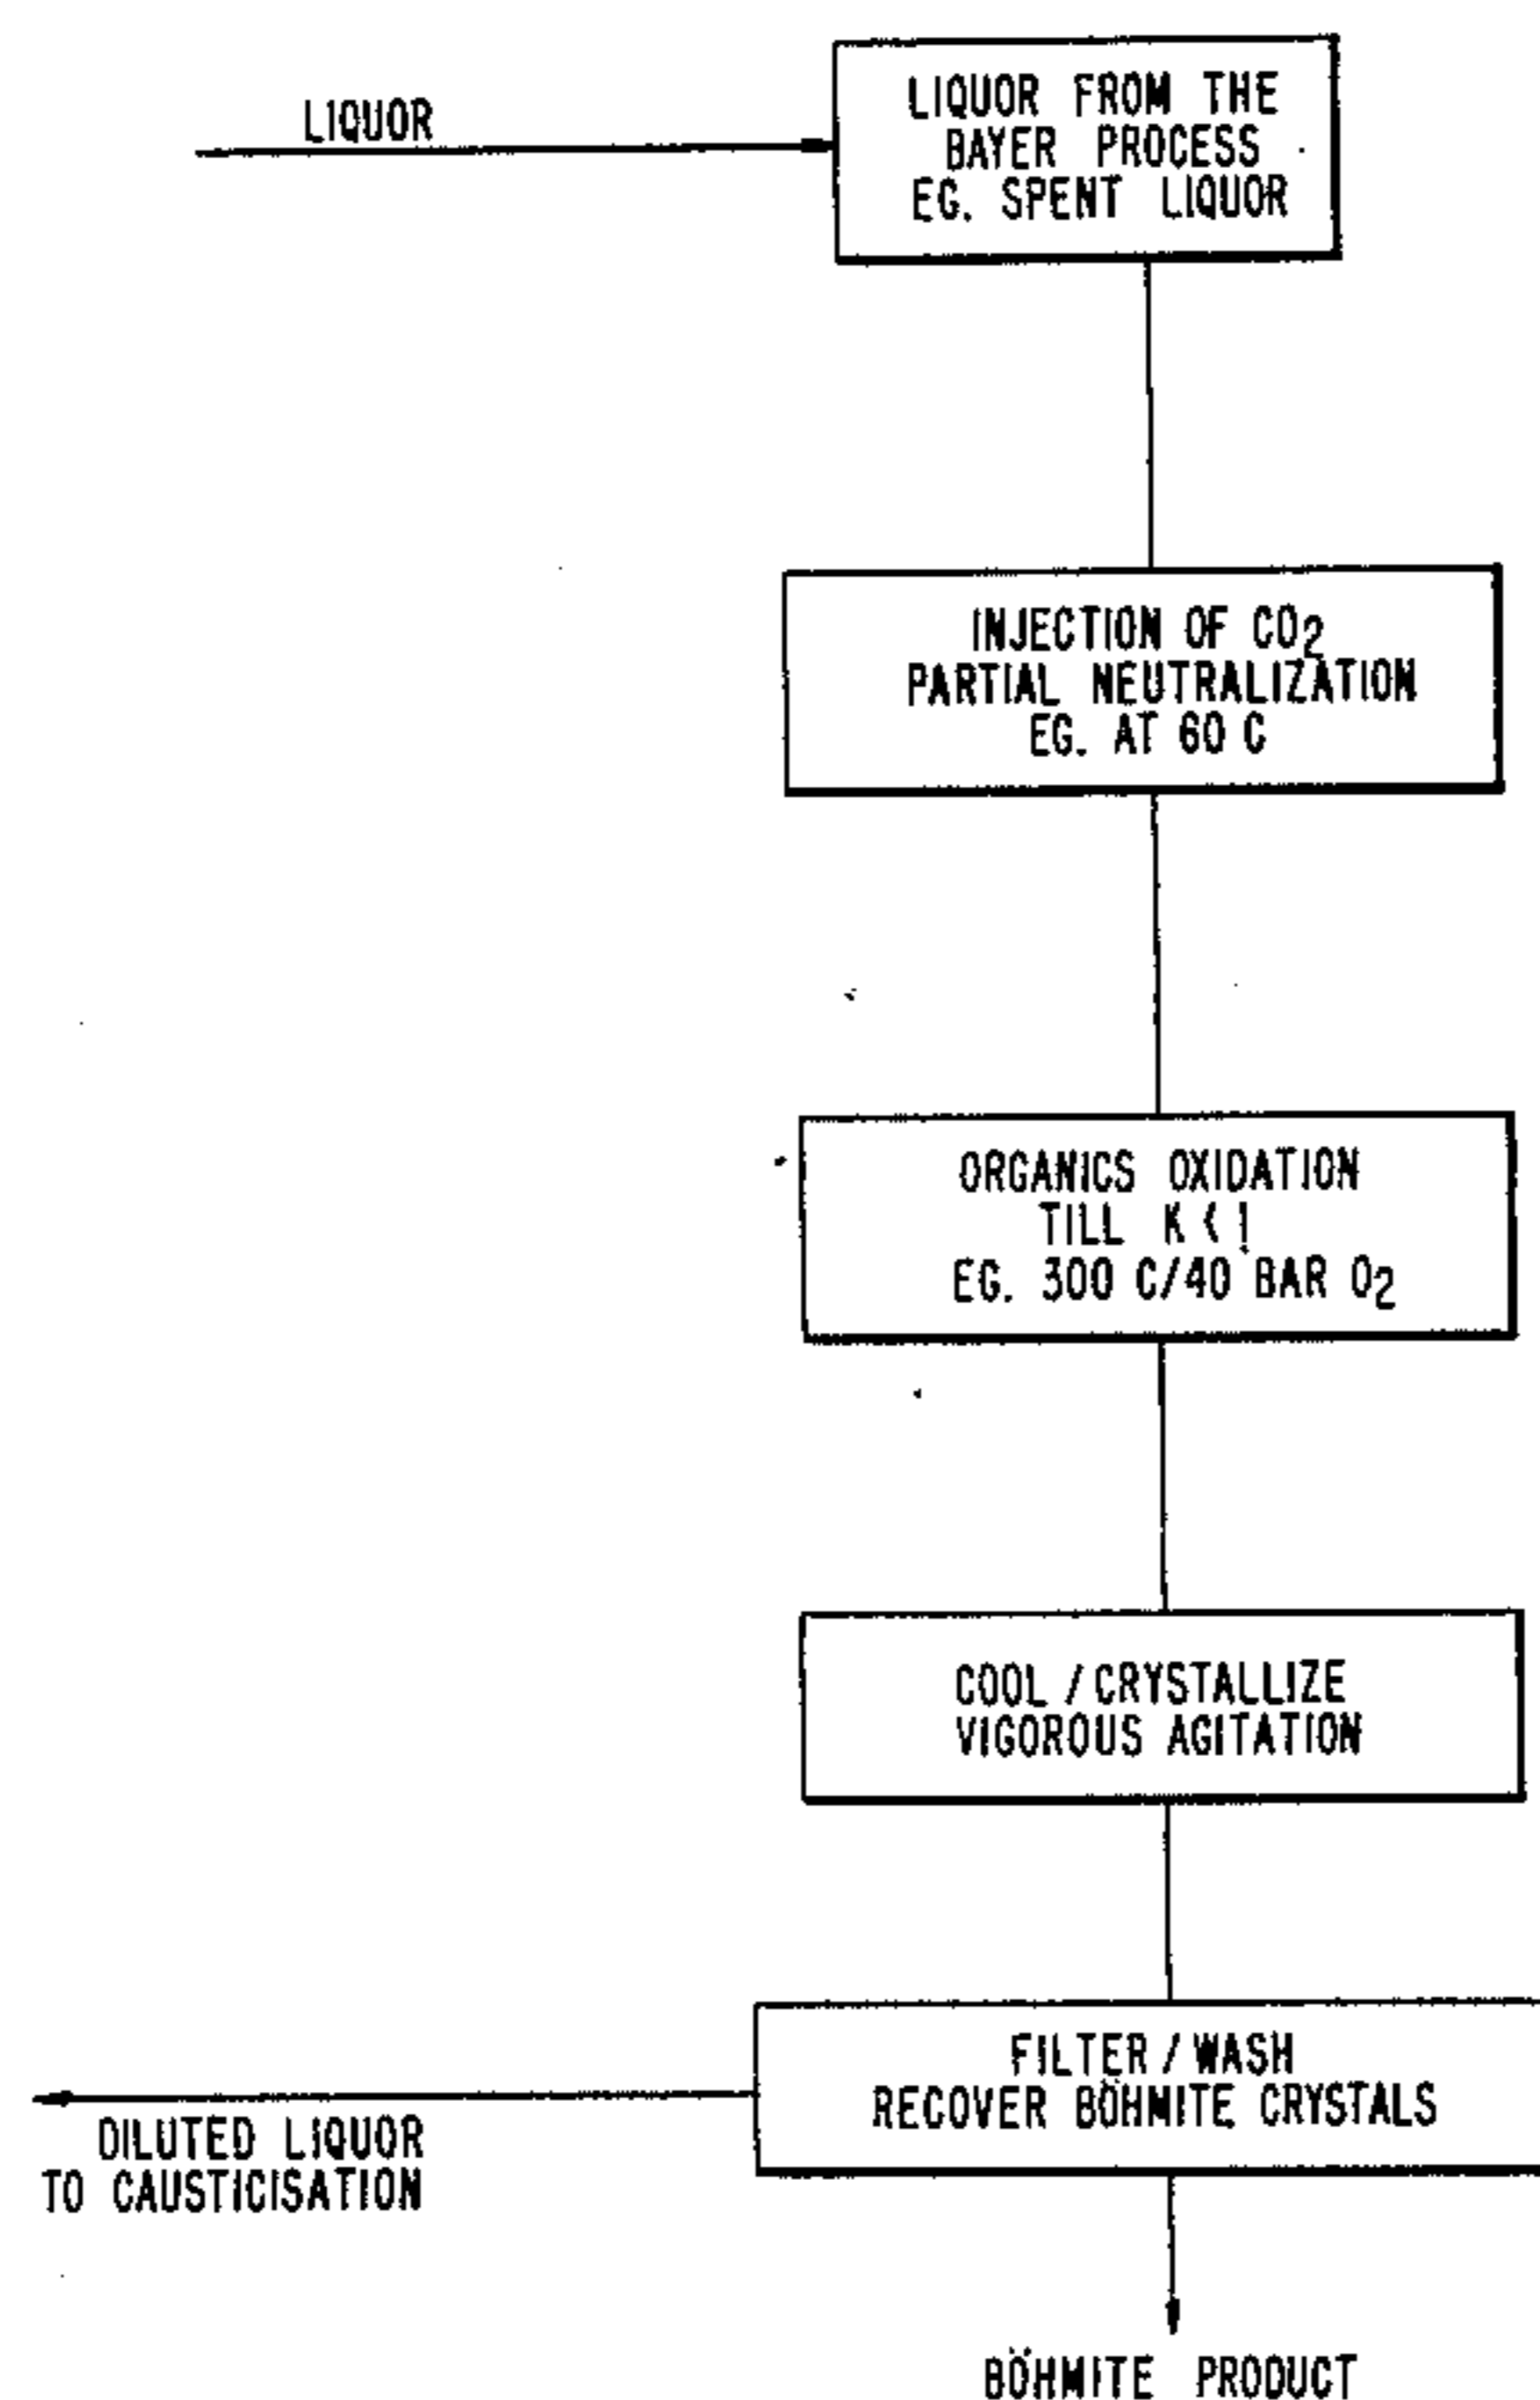 LIQUOR
LIQUOR FROM THE
BAYER PROCESS
EG. SPENT LIQUOR
INJECTION OF CO2
PARTIAL NEUTRALIZATION
EG. AT 60 C
ORGANICS OXIDATION
TILL K < 1
EG. 300 C/40 BAR O2
COOL / CRYSTALLIZE
VIGOROUS AGITATION
FILTER / WASH
RECOVER BÖHMITE CRYSTALS
DILUTED LIQUOR
TO CAUSTICISATION
BÖHMITE PRODUCT